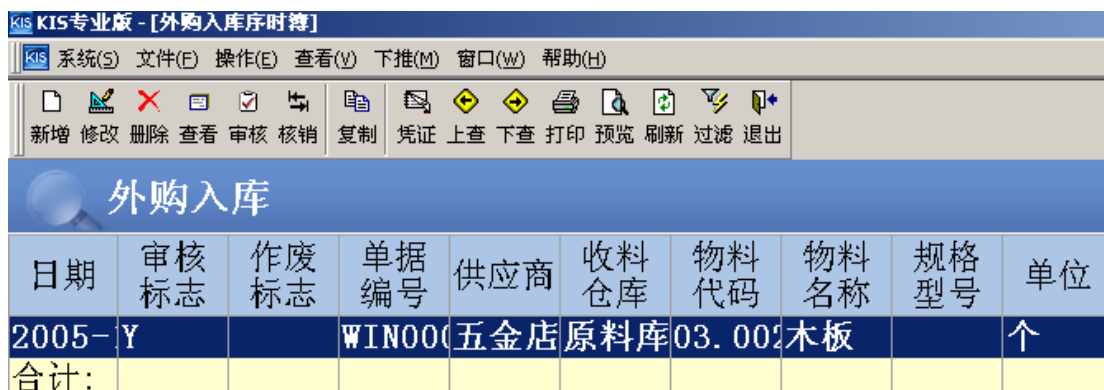 KIS KIS专业版 - [外购入库序时簿]
KIS 系统(S) 文件(F) 操作(E) 查看(V) 下推(M) 窗口(W) 帮助(H)
新增 修改 删除 查看 审核 核销 复制 凭证 上查 下查 打印 预览 刷新 过滤 退出
外购入库
日期 审核标志 作废标志 单据编号 供应商 收料仓库 物料代码 物料名称 规格型号 单位
2005- Y WIN00 五金店 原料库 03.002 木板 个
合计: